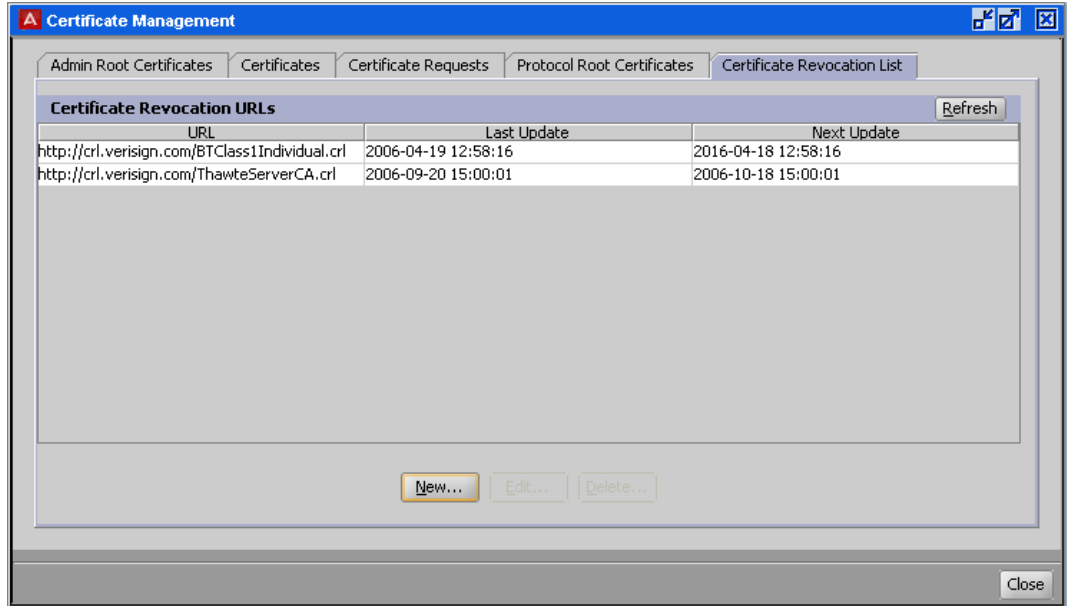 A Certificate Management
Admin Root Certificates Certificates Certificate Requests Protocol Root Certificates Certificate Revocation List
Certificate Revocation URLs Refresh
URL Last Update Next Update
http://crl.verisign.com/BTClass1Individual.crl 2006-04-19 12:58:16 2016-04-18 12:58:16
http://crl.verisign.com/ThawteServerCA.crl 2006-09-20 15:00:01 2006-10-18 15:00:01
New... Edit... Delete...
Close